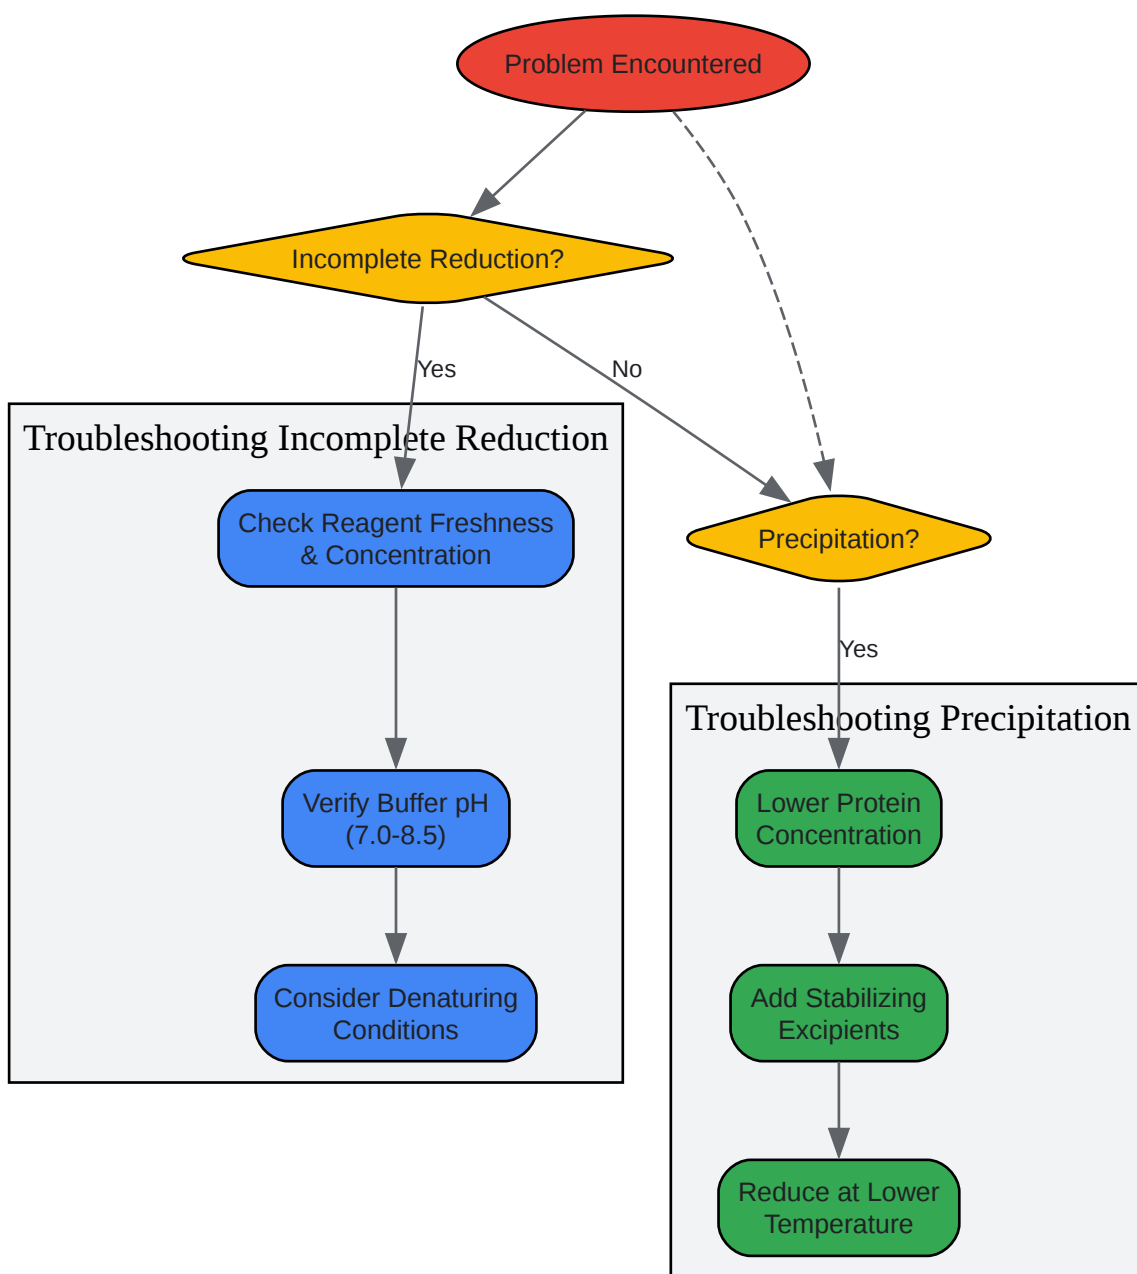 Problem Encountered
Incomplete Reduction?
Yes
No
Troubleshooting Incomplete Reduction
Check Reagent Freshness
& Concentration
Precipitation?
Yes
Troubleshooting Precipitation
Verify Buffer pH
(7.0-8.5)
Lower Protein
Concentration
Consider Denaturing
Conditions
Add Stabilizing
Excipients
Reduce at Lower
Temperature